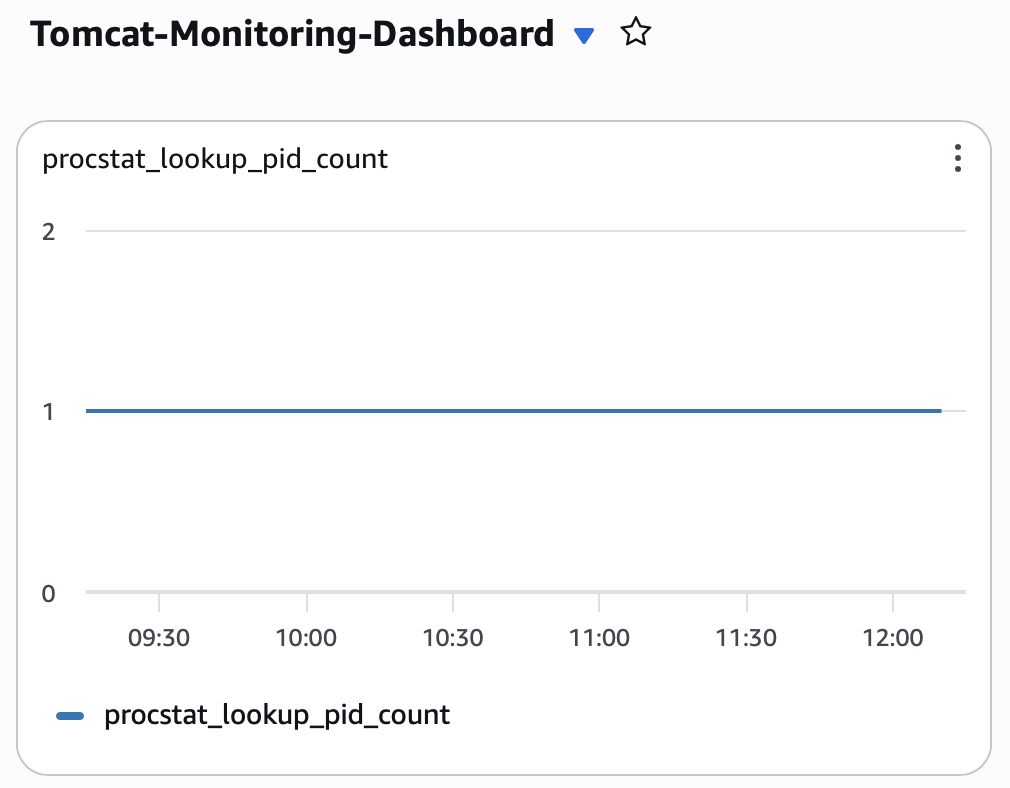 Tomcat-Monitoring-Dashboard
procstat_lookup_pid_count
2
1
0
09:30 10:00 10:30 11:00 11:30 12:00
procstat_lookup_pid_count